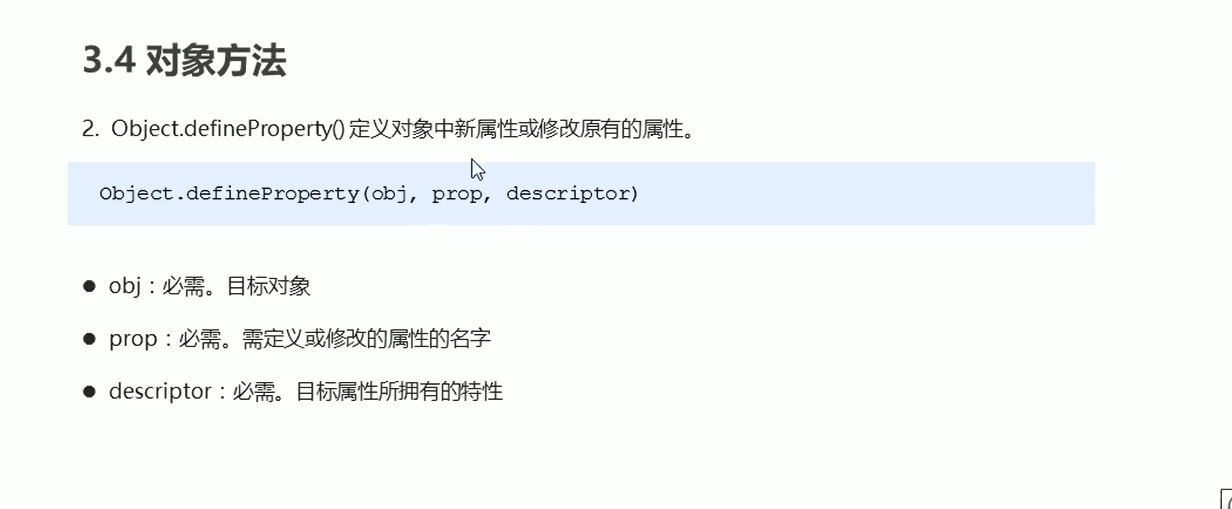 3.4 对象方法
2. Object.defineProperty() 定义对象中新属性或修改原有的属性。
Object.defineProperty(obj, prop, descriptor)
● obj：必需。目标对象
● prop：必需。需定义或修改的属性的名字
● descriptor：必需。目标属性所拥有的特性